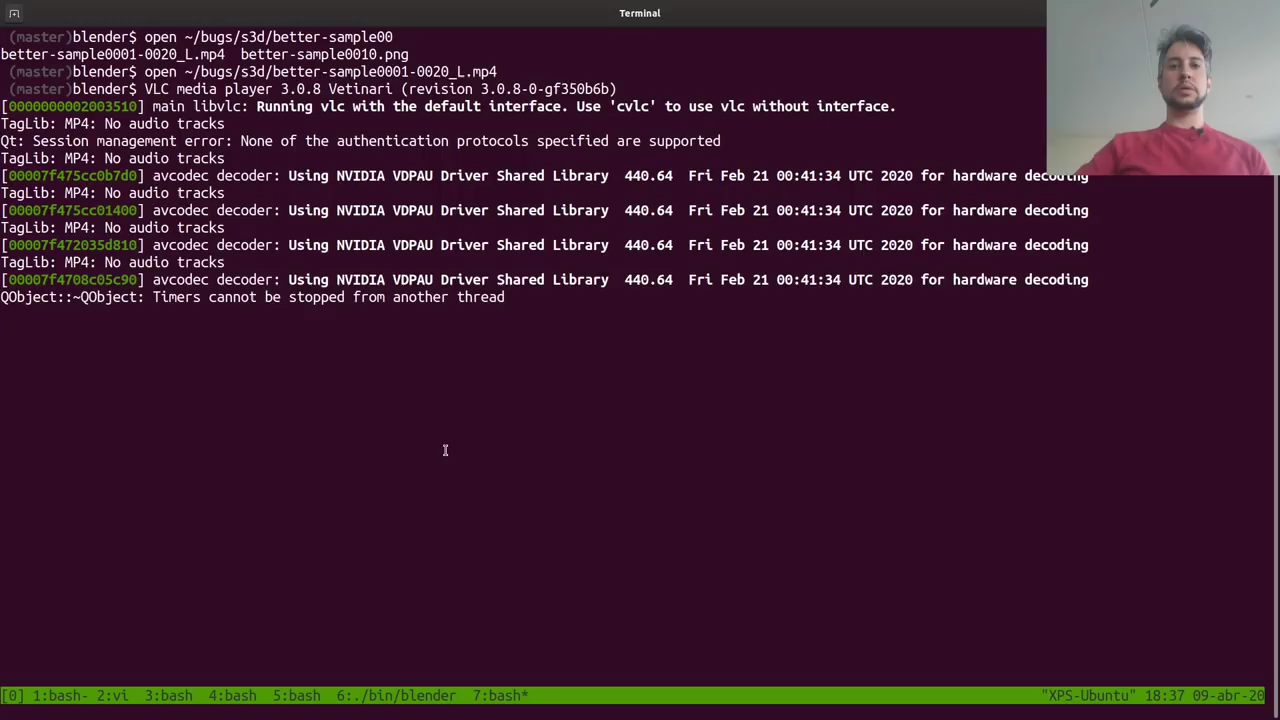 Terminal
(master)blender$ open ~/bugs/s3d/better-sample00
better-sample0001-0020_L.mp4  better-sample0010.png
(master)blender$ open ~/bugs/s3d/better-sample0001-0020_L.mp4
(master)blender$ VLC media player 3.0.8 Vetinari (revision 3.0.8-0-gf350b6b)
[0000000002003510] main libvlc: Running vlc with the default interface. Use 'cvlc' to use vlc without interface.
TagLib: MP4: No audio tracks
Qt: Session management error: None of the authentication protocols specified are supported
TagLib: MP4: No audio tracks
[00007f475cc0b7d0] avcodec decoder: Using NVIDIA VDPAU Driver Shared Library  440.64  Fri Feb 21 00:41:34 UTC 2020 for hardware decoding
TagLib: MP4: No audio tracks
[00007f475cc01400] avcodec decoder: Using NVIDIA VDPAU Driver Shared Library  440.64  Fri Feb 21 00:41:34 UTC 2020 for hardware decoding
TagLib: MP4: No audio tracks
[00007f472035d810] avcodec decoder: Using NVIDIA VDPAU Driver Shared Library  440.64  Fri Feb 21 00:41:34 UTC 2020 for hardware decoding
TagLib: MP4: No audio tracks
[00007f4708c05c90] avcodec decoder: Using NVIDIA VDPAU Driver Shared Library  440.64  Fri Feb 21 00:41:34 UTC 2020 for hardware decoding
QObject::~QObject: Timers cannot be stopped from another thread
[0] 1:bash- 2:vi  3:bash  4:bash  5:bash  6:./bin/blender  7:bash* "XPS-Ubuntu" 18:37 09-abr-20